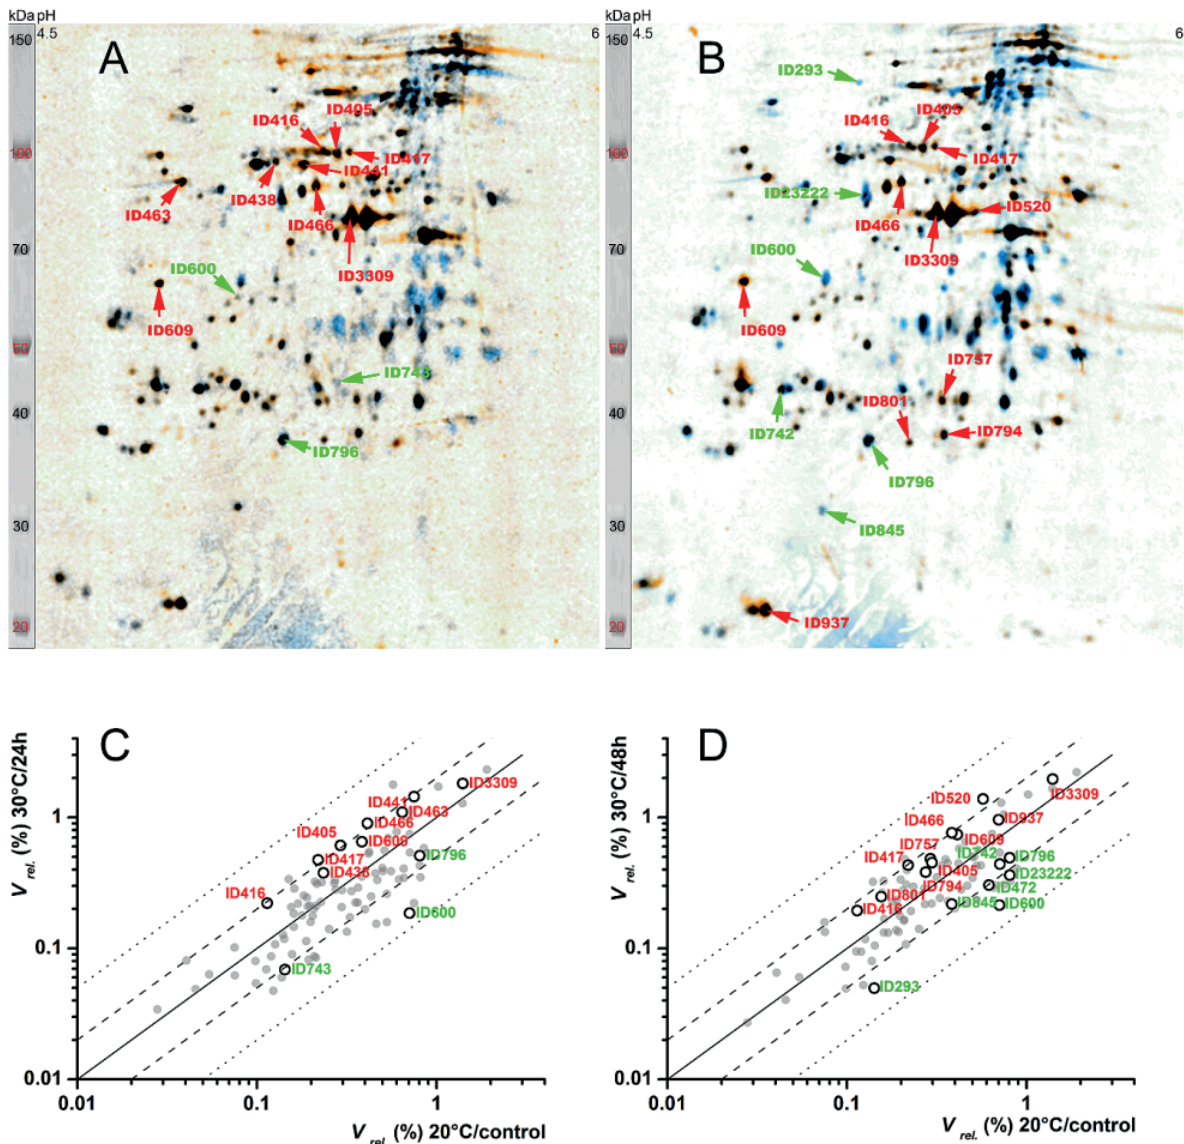 kDa pH
4.5
6
A
150
100
70
50
40
30
20
ID405
ID416
ID417
ID441
ID463
ID438
ID466
ID3309
ID600
ID609
ID743
ID796
kDa pH
4.5
6
B
150
100
70
50
40
30
20
ID293
ID405
ID416
ID417
ID23222
ID466
ID520
ID3309
ID600
ID609
ID757
ID801
ID742
ID794
ID796
ID845
ID937
C
V rel. (%) 30°C/24h
1
0.1
0.01
0.01
0.1
1
V rel. (%) 20°C/control
ID3309
ID441
ID463
ID466
ID405
ID609
ID417
ID438
ID796
ID416
ID600
ID743
D
V rel. (%) 30°C/48h
1
0.1
0.01
0.01
0.1
1
V rel. (%) 20°C/control
ID520
ID3309
ID466
ID937
ID757
ID609
ID417
ID742
ID796
ID405
ID23222
ID794
ID472
ID801
ID416
ID845
ID600
ID293